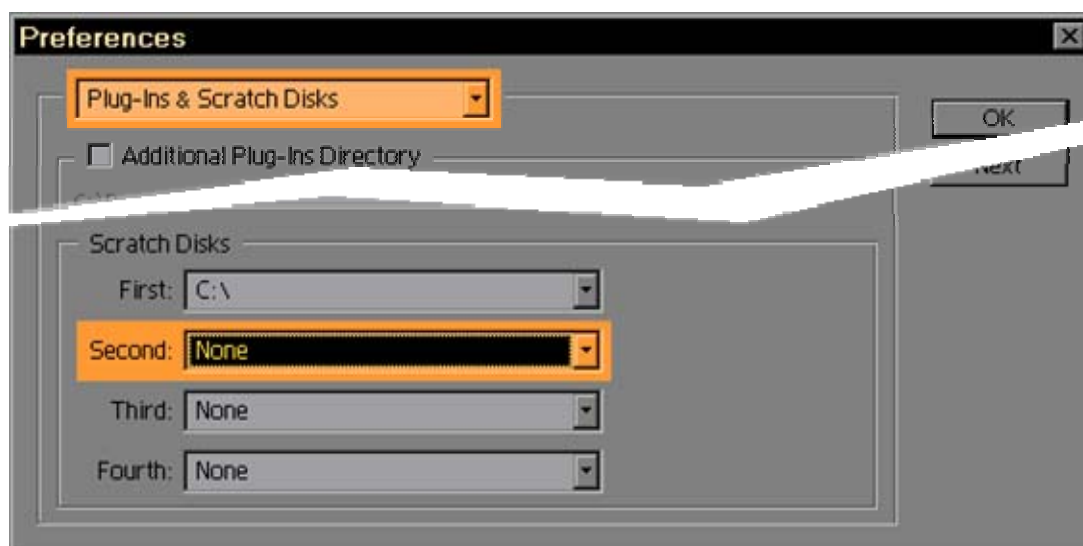 Preferences
Plug-Ins & Scratch Disks
OK
Additional Plug-Ins Directory
Next
Scratch Disks
First: C:\
Second: None
Third: None
Fourth: None